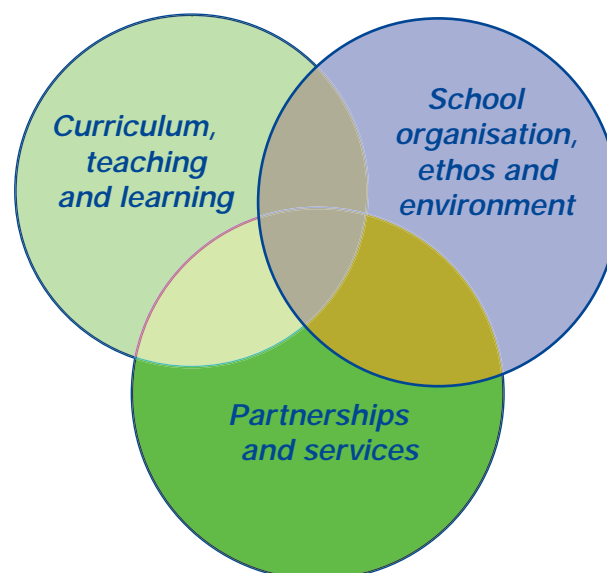 Curriculum,
teaching
and learning
School
organisation,
ethos and
environment
Partnerships
and services